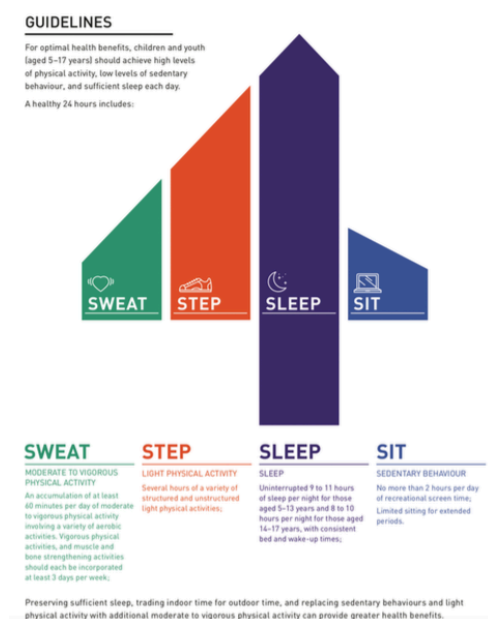 GUIDELINES
For optimal health benefits, children and youth
(aged 5–17 years) should achieve high levels
of physical activity, low levels of sedentary
behaviour, and sufficient sleep each day.
A healthy 24 hours includes:
SWEAT
STEP
SLEEP
SIT
SWEAT
MODERATE TO VIGOROUS
PHYSICAL ACTIVITY
An accumulation of at least
60 minutes per day of moderate
to vigorous physical activity
involving a variety of aerobic
activities. Vigorous physical
activities, and muscle and
bone strengthening activities
should each be incorporated
at least 3 days per week;
STEP
LIGHT PHYSICAL ACTIVITY
Several hours of a variety of
structured and unstructured
light physical activities;
SLEEP
SLEEP
Uninterrupted 9 to 11 hours
of sleep per night for those
aged 5–13 years and 8 to 10
hours per night for those aged
14–17 years, with consistent
bed and wake-up times;
SIT
SEDENTARY BEHAVIOUR
No more than 2 hours per day
of recreational screen time;
Limited sitting for extended
periods.
Preserving sufficient sleep, trading indoor time for outdoor time, and replacing sedentary behaviours and light
physical activity with additional moderate to vigorous physical activity can provide greater health benefits.